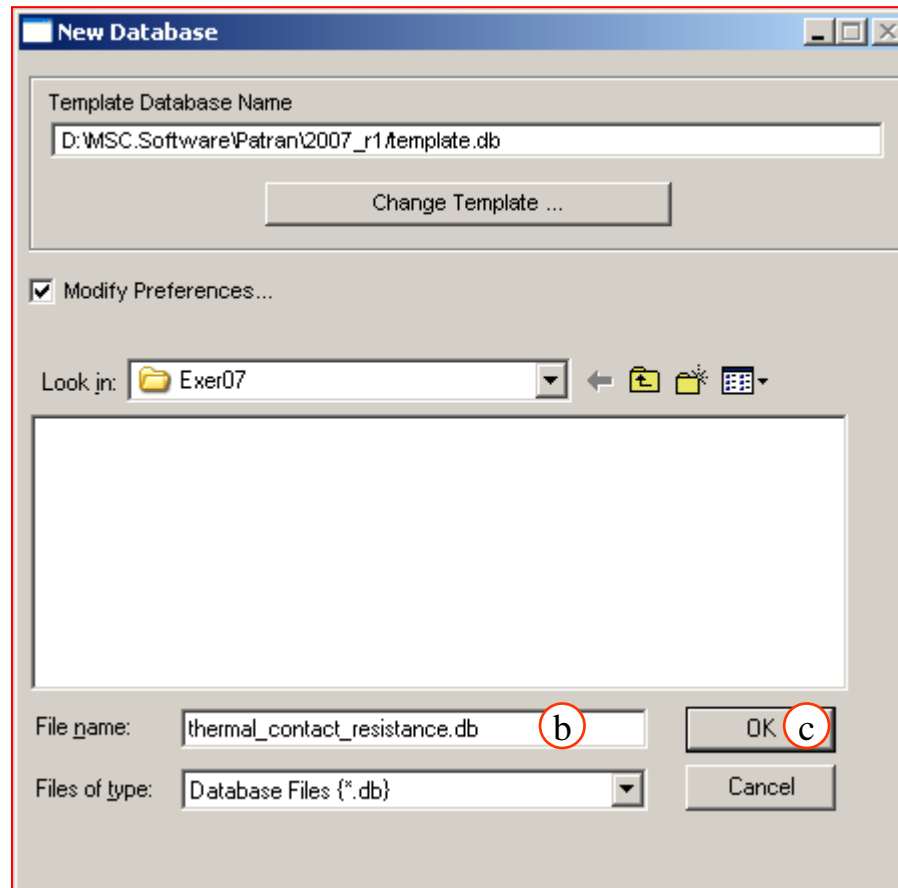 New Database
Template Database Name
D:\MSC.Software\Patran\2007_r1/template.db
Change Template ...
Modify Preferences...
Look in: Exer07
File name: thermal_contact_resistance.db b OK c
Files of type: Database Files {*.db} Cancel